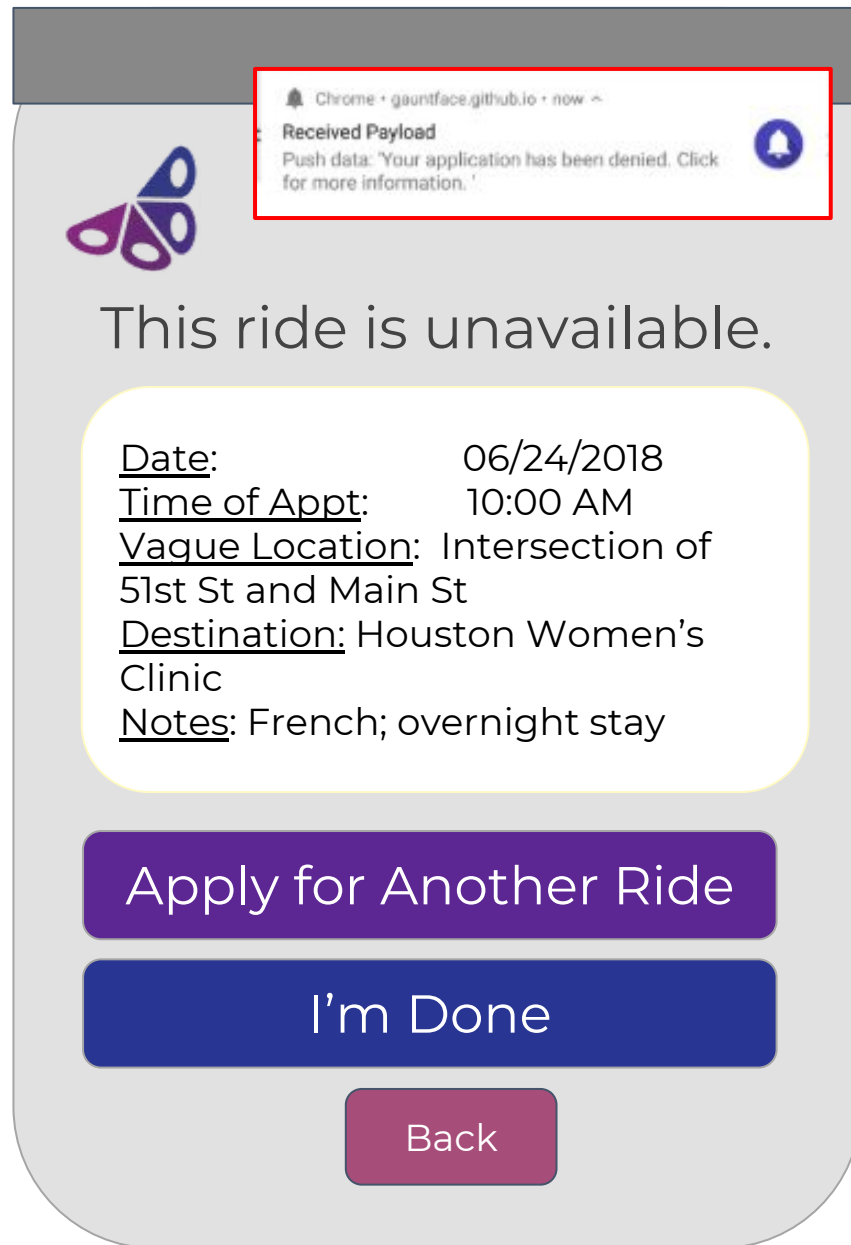 Chrome • gauntface.github.io • now ^
Received Payload
Push data: 'Your application has been denied. Click
for more information. '
This ride is unavailable.
Date: 06/24/2018
Time of Appt: 10:00 AM
Vague Location: Intersection of
51st St and Main St
Destination: Houston Women’s
Clinic
Notes: French; overnight stay
Apply for Another Ride
I’m Done
Back